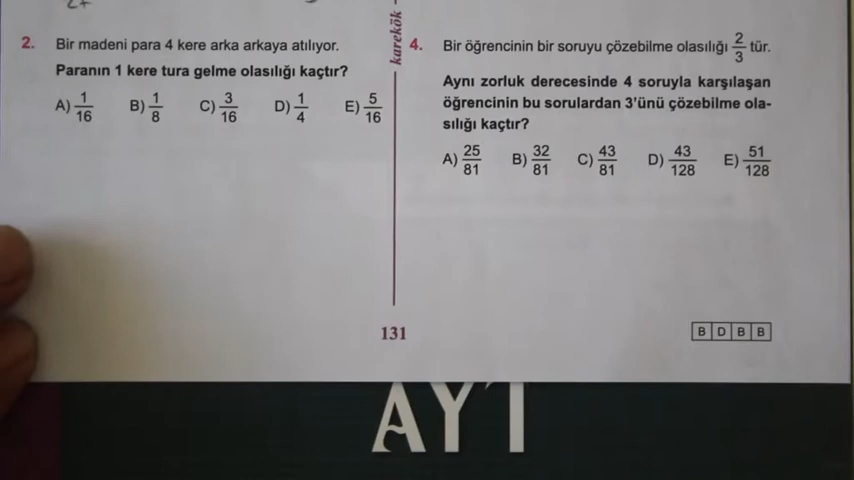 2. Bir madeni para 4 kere arka arkaya atılıyor.
Paranın 1 kere tura gelme olasılığı kaçtır?
A) 1/16 B) 1/8 C) 3/16 D) 1/4 E) 5/16
karekök
4. Bir öğrencinin bir soruyu çözebilme olasılığı 2/3 tür.
Aynı zorluk derecesinde 4 soruyla karşılaşan
öğrencinin bu sorulardan 3'ünü çözebilme ola-
sılığı kaçtır?
A) 25/81 B) 32/81 C) 43/81 D) 43/128 E) 51/128
131
B D B B
AYT